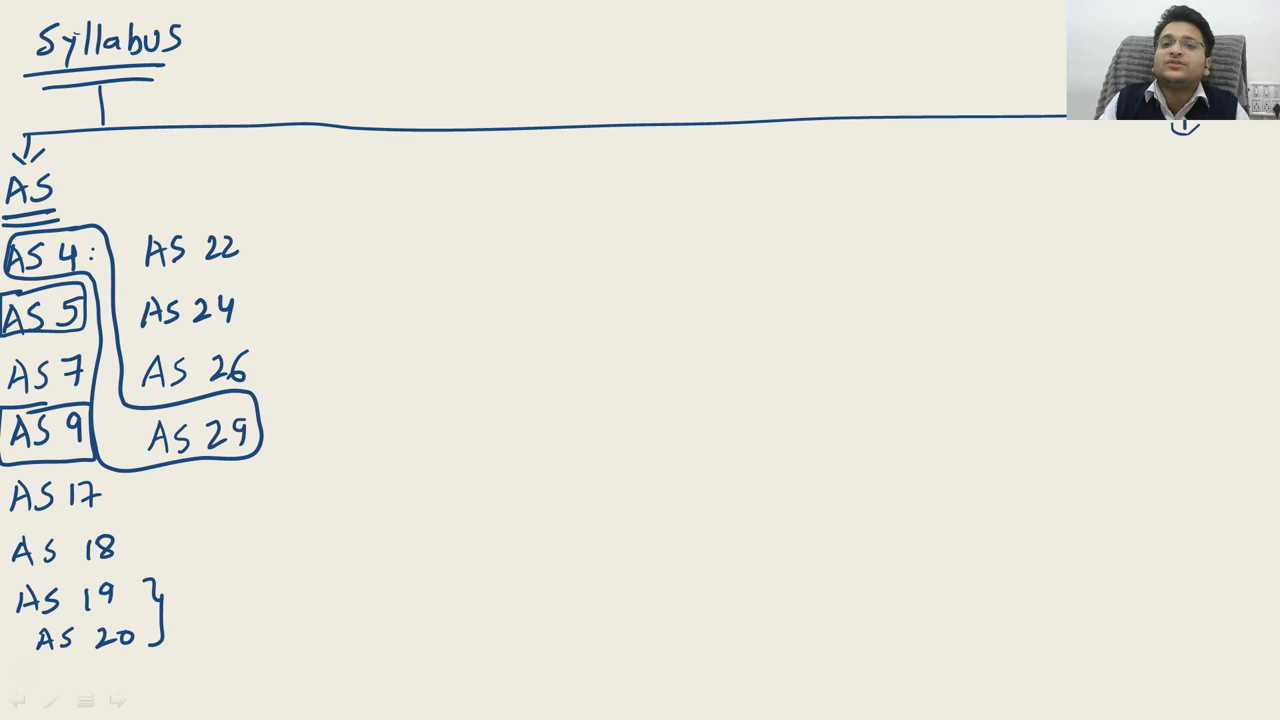 Syllabus
AS
AS 4 :
AS 5
AS 7
AS 9
AS 17
AS 18
AS 19
AS 20
AS 22
AS 24
AS 26
AS 29